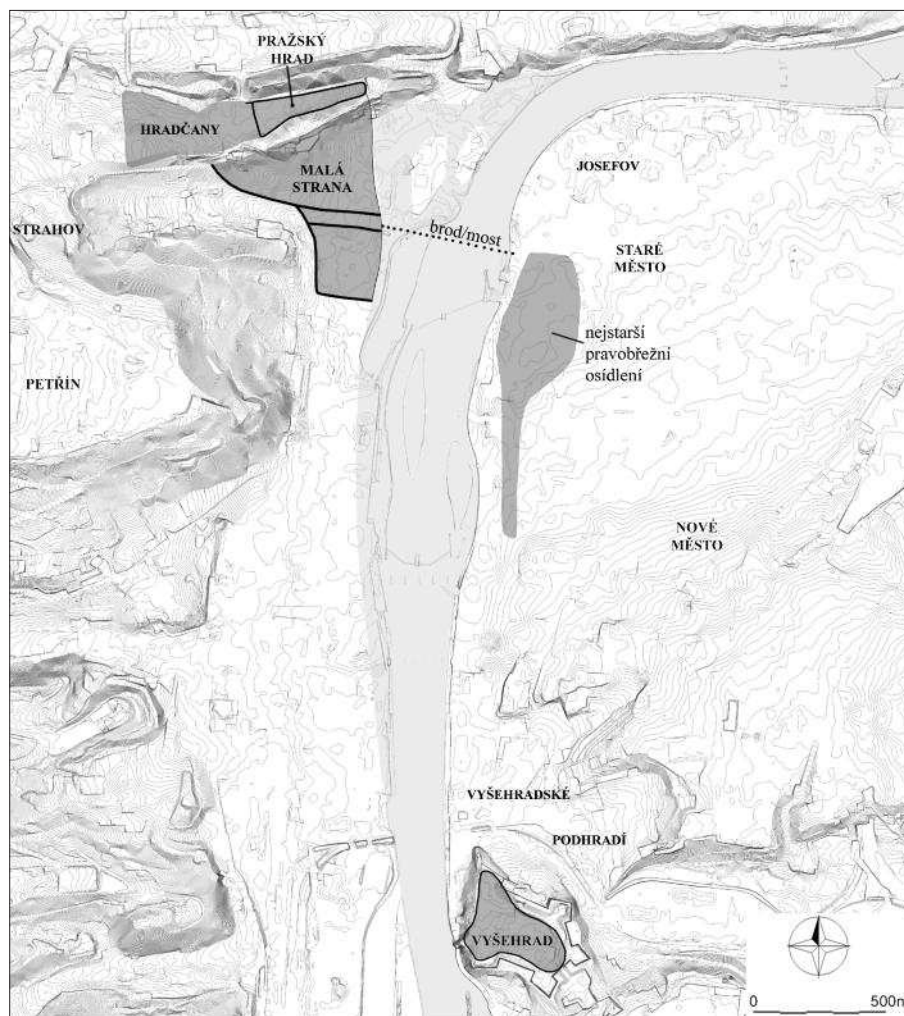 PRAŽSKÝ
HRAD
HRADČANY
MALÁ
STRANA
JOSEFOV
STRAHOV
brod/most
STARÉ
MĚSTO
nejstarší
pravobřežní
osídlení
PETŘÍN
NOVÉ
MĚSTO
VYŠEHRADSKÉ
PODHRADÍ
VYŠEHRAD
0 500m